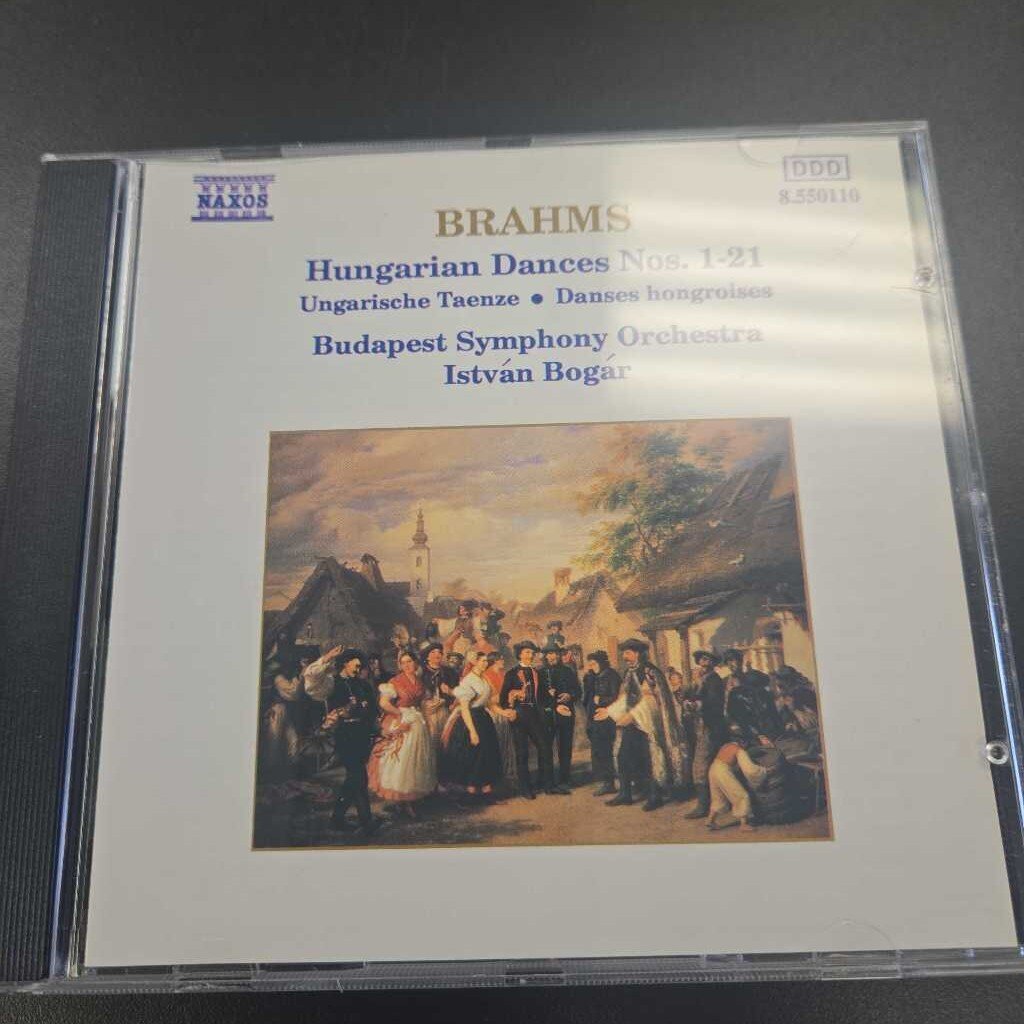 NAXOS
DDD
8.550110
BRAHMS
Hungarian Dances Nos. 1-21
Ungarische Taenze • Danses hongroises
Budapest Symphony Orchestra
István Bogár